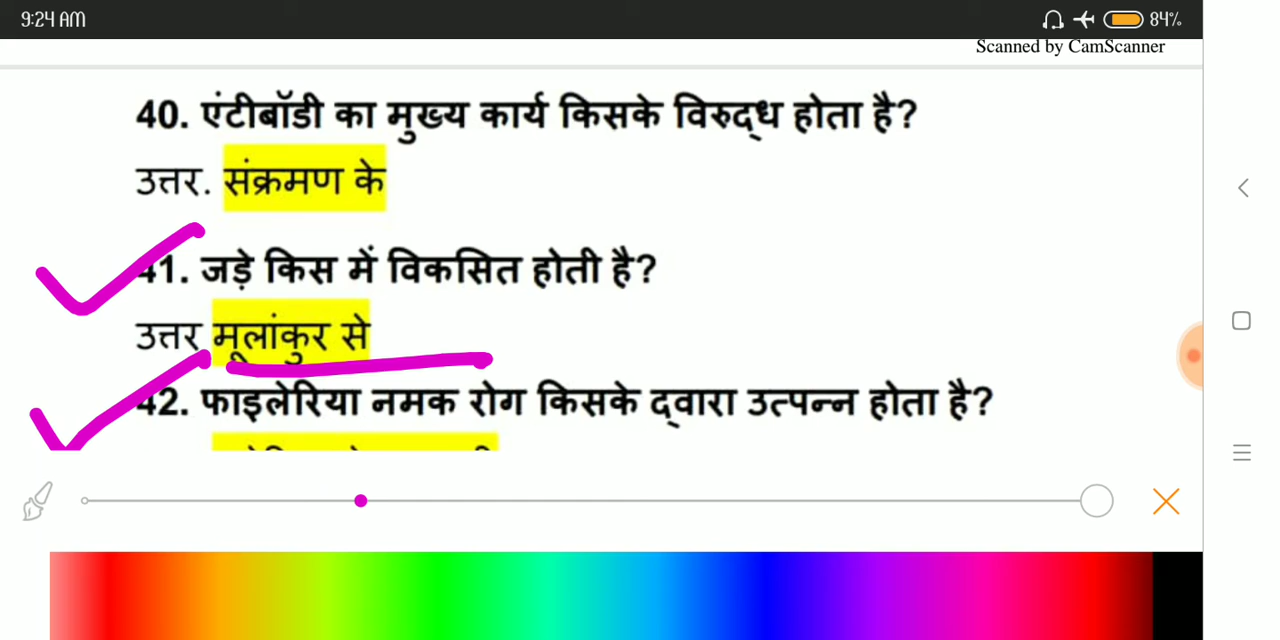 9:24 AM
84%
Scanned by CamScanner
40. एंटीबॉडी का मुख्य कार्य किसके विरुद्ध होता है?
उत्तर. संक्रमण के
41. जड़े किस में विकसित होती है?
उत्तर मूलांकुर से
42. फाइलेरिया नमक रोग किसके द्वारा उत्पन्न होता है?